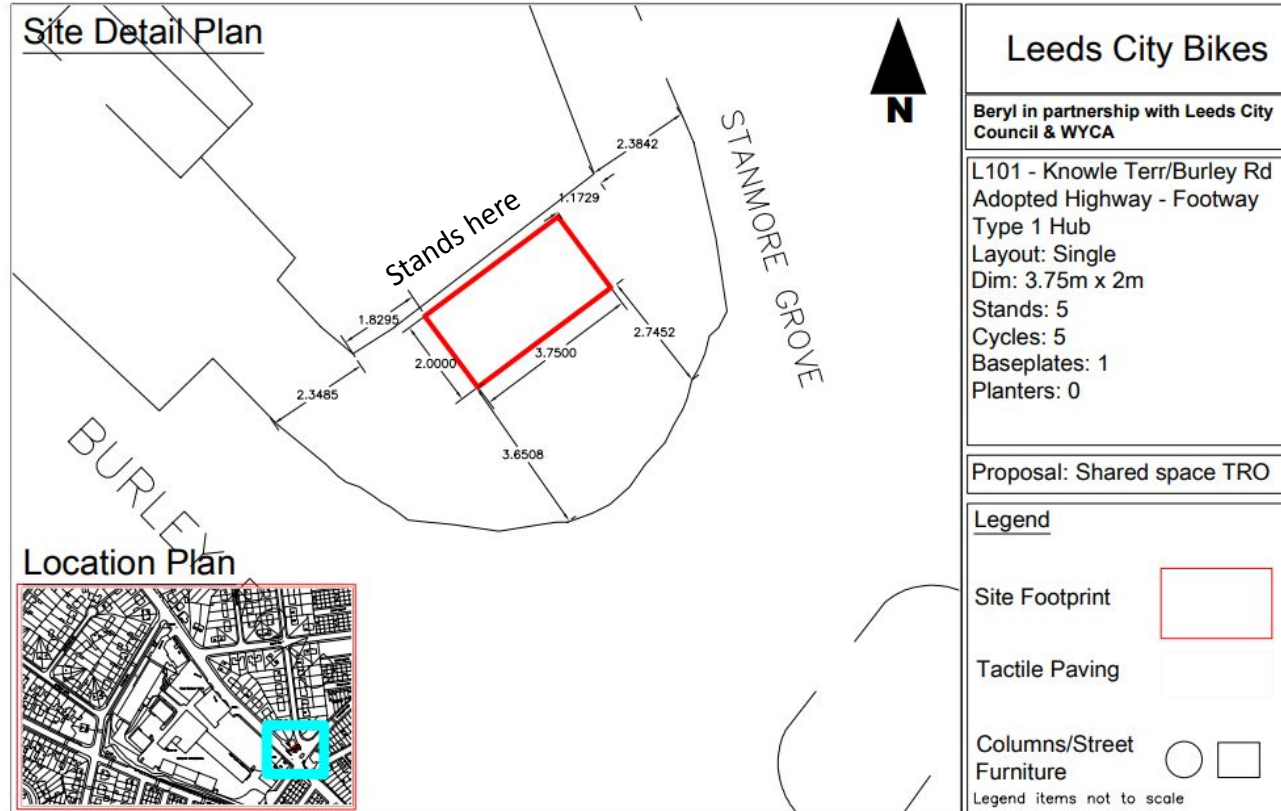 Site Detail Plan
N
STANMORE GROVE
2.3842
1.1729
Stands here
1.8295
2.0000
3.7500
2.7452
2.3485
3.6508
BURLEY
Location Plan
Leeds City Bikes
Beryl in partnership with Leeds City
Council & WYCA
L101 - Knowle Terr/Burley Rd
Adopted Highway - Footway
Type 1 Hub
Layout: Single
Dim: 3.75m x 2m
Stands: 5
Cycles: 5
Baseplates: 1
Planters: 0
Proposal: Shared space TRO
Legend
Site Footprint
Tactile Paving
Columns/Street
Furniture
Legend items not to scale